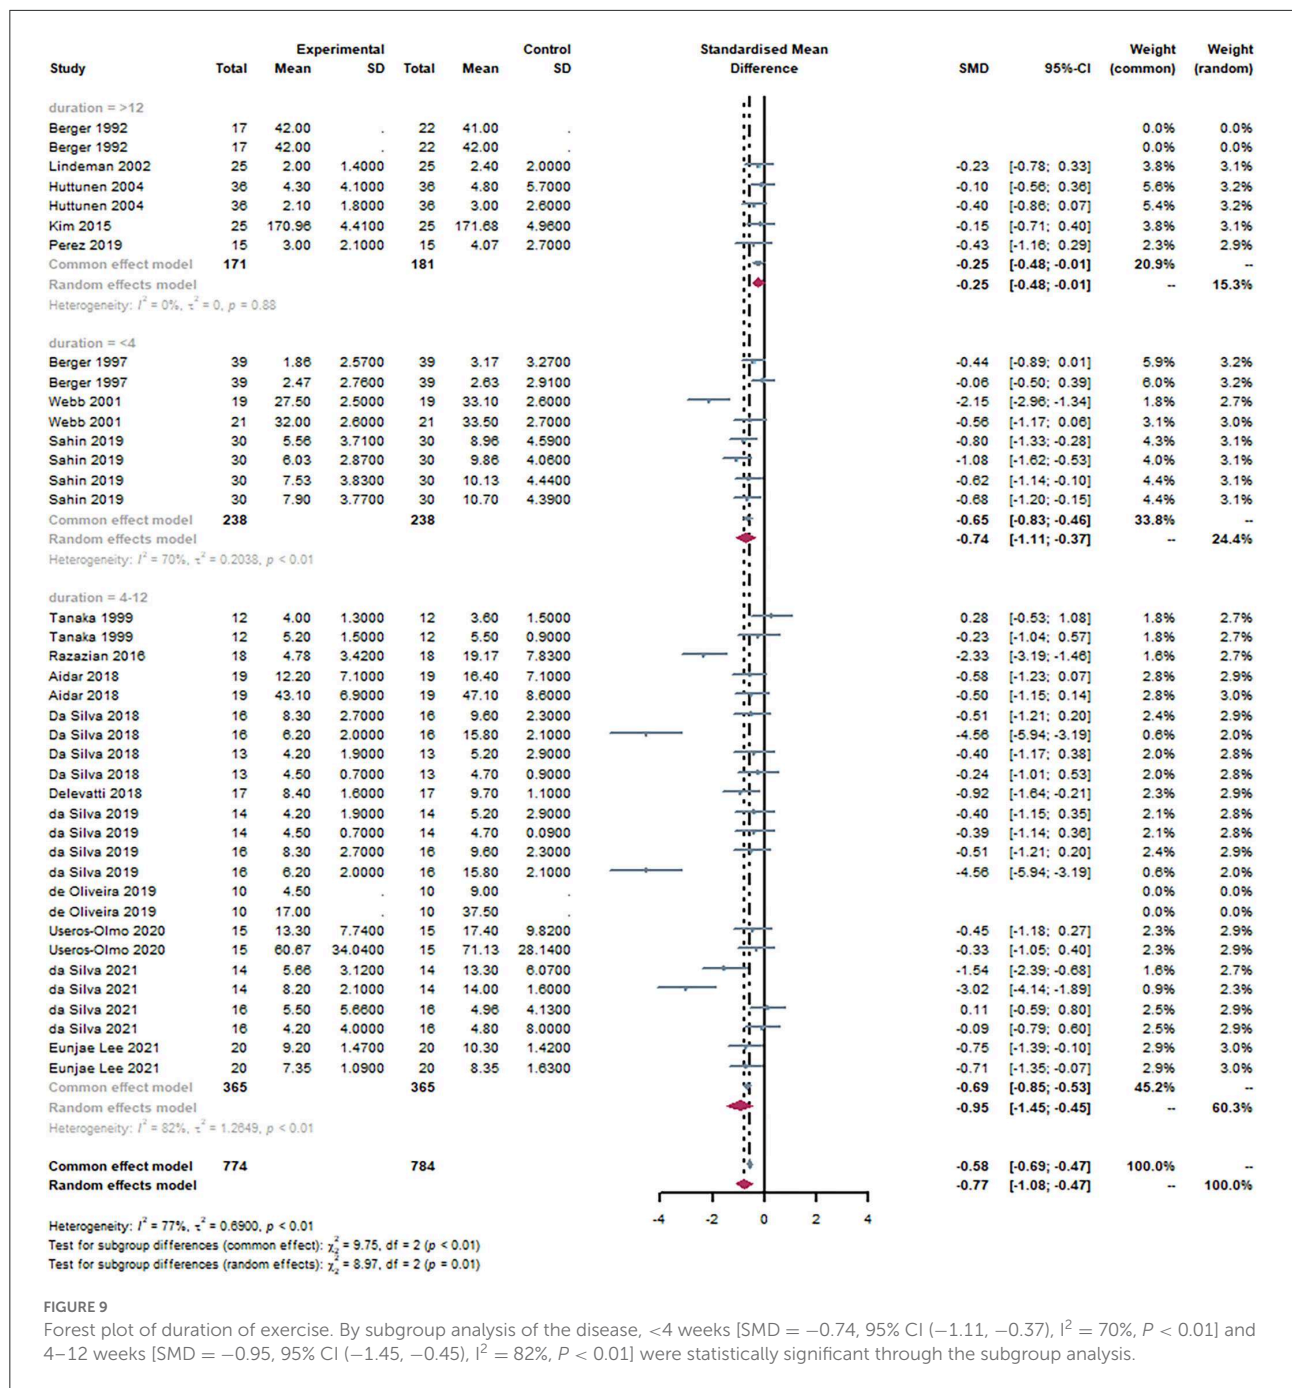 Experimental Control Standardised Mean Weight Weight
Study Total Mean SD Total Mean SD Difference SMD 95%-CI (common) (random)
duration = >12
Berger 1992 17 42.00 . 22 41.00 . 0.0% 0.0%
Berger 1992 17 42.00 . 22 42.00 . 0.0% 0.0%
Lindeman 2002 25 2.00 1.4000 25 2.40 2.0000 -0.23 [-0.78; 0.33] 3.8% 3.1%
Huttunen 2004 36 4.30 4.1000 36 4.80 5.7000 -0.10 [-0.56; 0.36] 5.6% 3.2%
Huttunen 2004 36 2.10 1.8000 36 3.00 2.6000 -0.40 [-0.86; 0.07] 5.4% 3.2%
Kim 2015 25 170.96 4.4100 25 171.68 4.9600 -0.15 [-0.71; 0.40] 3.8% 3.1%
Perez 2019 15 3.00 2.1000 15 4.07 2.7000 -0.43 [-1.16; 0.29] 2.3% 2.9%
Common effect model 171 181 -0.25 [-0.48; -0.01] 20.9% --
Random effects model -0.25 [-0.48; -0.01] -- 15.3%
Heterogeneity: I² = 0%, τ² = 0, p = 0.88
duration = <4
Berger 1997 39 1.86 2.5700 39 3.17 3.2700 -0.44 [-0.89; 0.01] 5.9% 3.2%
Berger 1997 39 2.47 2.7600 39 2.63 2.9100 -0.06 [-0.50; 0.39] 6.0% 3.2%
Webb 2001 19 27.50 2.5000 19 33.10 2.6000 -2.15 [-2.96; -1.34] 1.8% 2.7%
Webb 2001 21 32.00 2.6000 21 33.50 2.7000 -0.56 [-1.17; 0.06] 3.1% 3.0%
Sahin 2019 30 5.56 3.7100 30 8.96 4.5900 -0.80 [-1.33; -0.28] 4.3% 3.1%
Sahin 2019 30 6.03 2.8700 30 9.86 4.0600 -1.08 [-1.62; -0.53] 4.0% 3.1%
Sahin 2019 30 7.53 3.8300 30 10.13 4.4400 -0.62 [-1.14; -0.10] 4.4% 3.1%
Sahin 2019 30 7.90 3.7700 30 10.70 4.3900 -0.68 [-1.20; -0.15] 4.4% 3.1%
Common effect model 238 238 -0.65 [-0.83; -0.46] 33.8% --
Random effects model -0.74 [-1.11; -0.37] -- 24.4%
Heterogeneity: I² = 70%, τ² = 0.2038, p < 0.01
duration = 4-12
Tanaka 1999 12 4.00 1.3000 12 3.60 1.5000 0.28 [-0.53; 1.08] 1.8% 2.7%
Tanaka 1999 12 5.20 1.5000 12 5.50 0.9000 -0.23 [-1.04; 0.57] 1.8% 2.7%
Razazian 2016 18 4.78 3.4200 18 19.17 7.8300 -2.33 [-3.19; -1.46] 1.6% 2.7%
Aidar 2018 19 12.20 7.1000 19 16.40 7.1000 -0.58 [-1.23; 0.07] 2.8% 2.9%
Aidar 2018 19 43.10 6.9000 19 47.10 8.6000 -0.50 [-1.15; 0.14] 2.8% 3.0%
Da Silva 2018 16 8.30 2.7000 16 9.60 2.3000 -0.51 [-1.21; 0.20] 2.4% 2.9%
Da Silva 2018 16 6.20 2.0000 16 15.80 2.1000 -4.56 [-5.94; -3.19] 0.6% 2.0%
Da Silva 2018 13 4.20 1.9000 13 5.20 2.9000 -0.40 [-1.17; 0.38] 2.0% 2.8%
Da Silva 2018 13 4.50 0.7000 13 4.70 0.9000 -0.24 [-1.01; 0.53] 2.0% 2.8%
Delevatti 2018 17 8.40 1.6000 17 9.70 1.1000 -0.92 [-1.64; -0.21] 2.3% 2.9%
da Silva 2019 14 4.20 1.9000 14 5.20 2.9000 -0.40 [-1.15; 0.35] 2.1% 2.8%
da Silva 2019 14 4.50 0.7000 14 4.70 0.0900 -0.39 [-1.14; 0.36] 2.1% 2.8%
da Silva 2019 16 8.30 2.7000 16 9.60 2.3000 -0.51 [-1.21; 0.20] 2.4% 2.9%
da Silva 2019 16 6.20 2.0000 16 15.80 2.1000 -4.56 [-5.94; -3.19] 0.6% 2.0%
de Oliveira 2019 10 4.50 . 10 9.00 . 0.0% 0.0%
de Oliveira 2019 10 17.00 . 10 37.50 . 0.0% 0.0%
Useros-Olmo 2020 15 13.30 7.7400 15 17.40 9.8200 -0.45 [-1.18; 0.27] 2.3% 2.9%
Useros-Olmo 2020 15 60.67 34.0400 15 71.13 28.1400 -0.33 [-1.05; 0.40] 2.3% 2.9%
da Silva 2021 14 5.66 3.1200 14 13.30 6.0700 -1.54 [-2.39; -0.68] 1.6% 2.7%
da Silva 2021 14 8.20 2.1000 14 14.00 1.6000 -3.02 [-4.14; -1.89] 0.9% 2.3%
da Silva 2021 16 5.50 5.6600 16 4.96 4.1300 0.11 [-0.59; 0.80] 2.5% 2.9%
da Silva 2021 16 4.20 4.0000 16 4.80 8.0000 -0.09 [-0.79; 0.60] 2.5% 2.9%
Eunjae Lee 2021 20 9.20 1.4700 20 10.30 1.4200 -0.75 [-1.39; -0.10] 2.9% 3.0%
Eunjae Lee 2021 20 7.35 1.0900 20 8.35 1.6300 -0.71 [-1.35; -0.07] 2.9% 3.0%
Common effect model 365 365 -0.69 [-0.85; -0.53] 45.2% --
Random effects model -0.95 [-1.45; -0.45] -- 60.3%
Heterogeneity: I² = 82%, τ² = 1.2649, p < 0.01
Common effect model 774 784 -0.58 [-0.69; -0.47] 100.0% --
Random effects model -0.77 [-1.08; -0.47] -- 100.0%
-4 -2 0 2 4
Heterogeneity: I² = 77%, τ² = 0.6900, p < 0.01
Test for subgroup differences (common effect): χ²₂ = 9.75, df = 2 (p < 0.01)
Test for subgroup differences (random effects): χ²₂ = 8.97, df = 2 (p = 0.01)
FIGURE 9
Forest plot of duration of exercise. By subgroup analysis of the disease, <4 weeks [SMD = −0.74, 95% CI (−1.11, −0.37), I² = 70%, P < 0.01] and
4–12 weeks [SMD = −0.95, 95% CI (−1.45, −0.45), I² = 82%, P < 0.01] were statistically significant through the subgroup analysis.